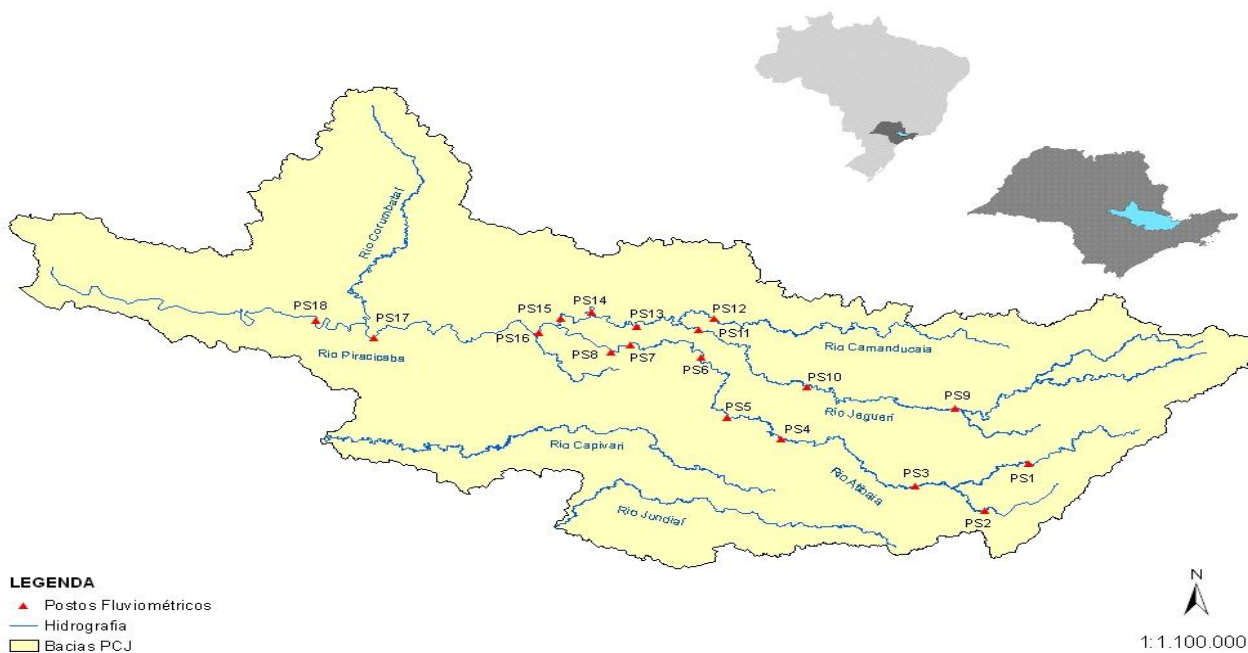 Rio Corumbataí
PS18
PS17
Rio Piracicaba
PS15
PS14
PS16
PS13
PS12
PS11
PS8
PS7
PS6
Rio Camanducaia
PS10
PS9
Rio Jaguari
PS5
PS4
PS3
Rio Atibaia
PS1
PS2
Rio Capivari
Rio Jundiaí
LEGENDA
Postos Fluviométricos
Hidrografia
Bacias PCJ
N
1:1.100.000